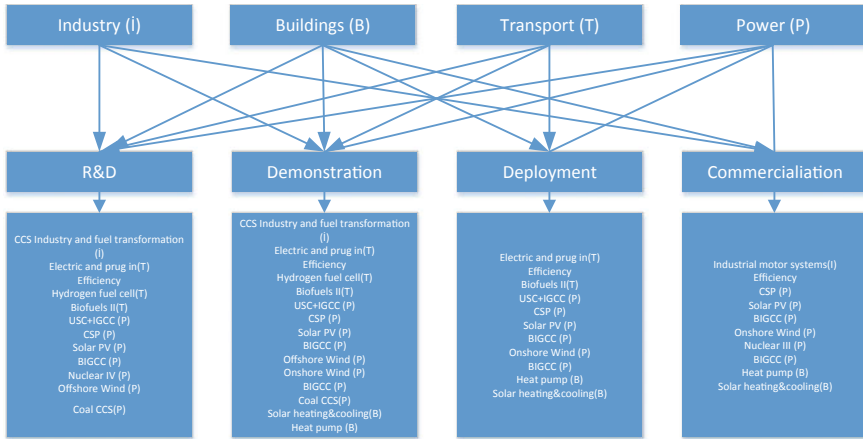 Industry (İ)
Buildings (B)
Transport (T)
Power (P)
R&D
Demonstration
Deployment
Commercialiation
CCS Industry and fuel transformation
(İ)
Electric and prug in(T)
Efficiency
Hydrogen fuel cell(T)
Biofuels II(T)
USC+IGCC (P)
CSP (P)
Solar PV (P)
BIGCC (P)
Nuclear IV (P)
Offshore Wind (P)
Coal CCS(P)
CCS Industry and fuel transformation
(İ)
Electric and prug in(T)
Efficiency
Hydrogen fuel cell(T)
Biofuels II(T)
USC+IGCC (P)
CSP (P)
Solar PV (P)
BIGCC (P)
Offshore Wind (P)
Onshore Wind (P)
BIGCC (P)
Coal CCS(P)
Solar heating&cooling(B)
Heat pump (B)
Electric and prug in(T)
Efficiency
Biofuels II(T)
USC+IGCC (P)
CSP (P)
Solar PV (P)
BIGCC (P)
Onshore Wind (P)
BIGCC (P)
Heat pump (B)
Solar heating&cooling(B)
Industrial motor systems(I)
Efficiency
CSP (P)
Solar PV (P)
BIGCC (P)
Onshore Wind (P)
Nuclear III (P)
BIGCC (P)
Heat pump (B)
Solar heating&cooling(B)